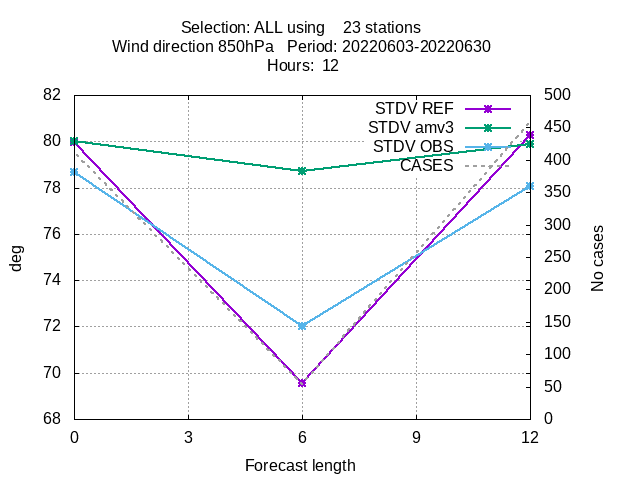 Selection: ALL using    23 stations
Wind direction 850hPa   Period: 20220603-20220630
Hours:  12
STDV REF
STDV amv3
STDV OBS
CASES
82
80
78
76
74
72
70
68
500
450
400
350
300
250
200
150
100
50
0
deg
No cases
0 3 6 9 12
Forecast length